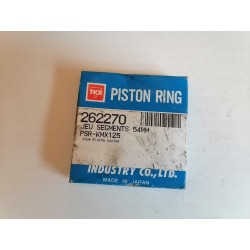 TKR
PISTON RING
262270
JEU SEGMENTS 54MM
PSR-KMX125
INDUSTRY CO., LTD.
MADE IN JAPAN